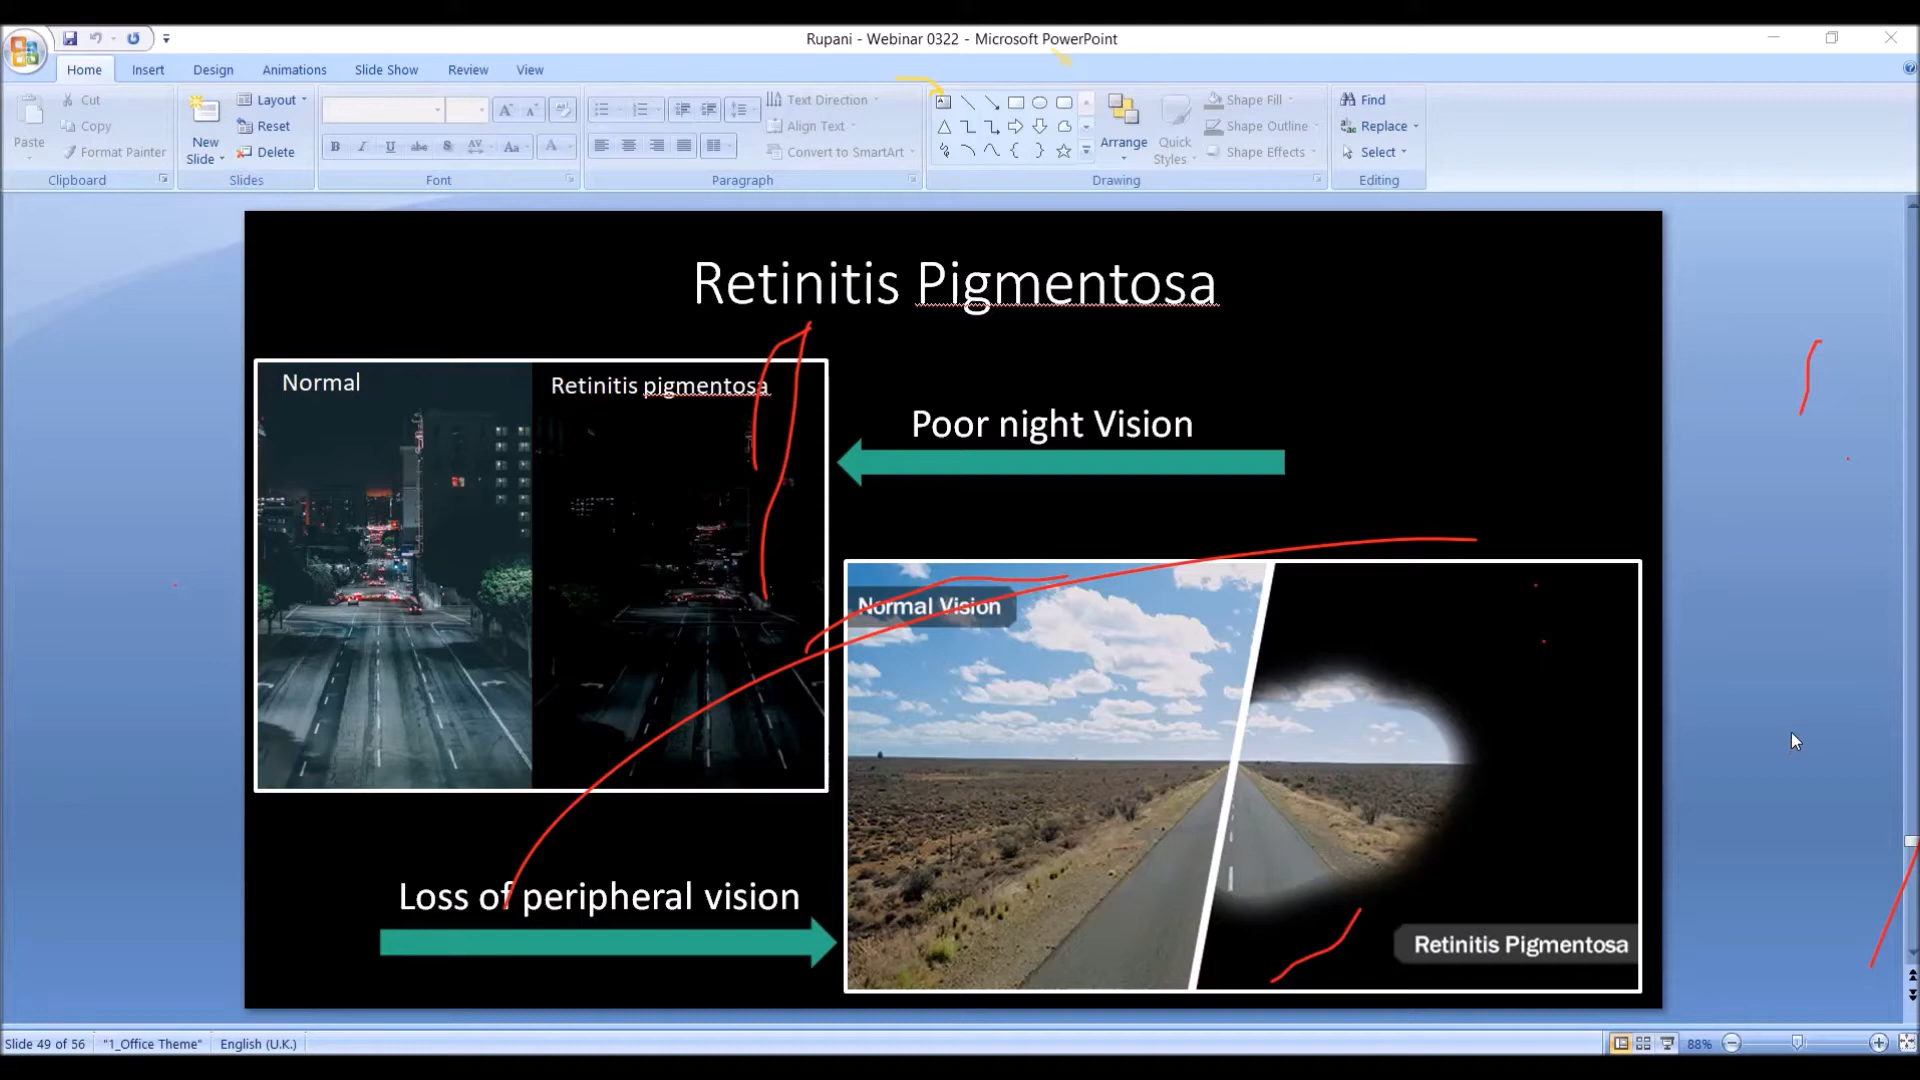 Rupani - Webinar 0322 - Microsoft PowerPoint
Home Insert Design Animations Slide Show Review View
Paste
Cut
Copy
Format Painter
Clipboard
New Slide
Layout
Reset
Delete
Slides
B I U abc S AV Aa A
Font
Text Direction
Align Text
Convert to SmartArt
Paragraph
Arrange
Quick Styles
Shape Fill
Shape Outline
Shape Effects
Drawing
Find
Replace
Select
Editing
Retinitis Pigmentosa
Normal
Retinitis pigmentosa
Poor night Vision
Normal Vision
Loss of peripheral vision
Retinitis Pigmentosa
Slide 49 of 56 "1_Office Theme" English (U.K.) 88%